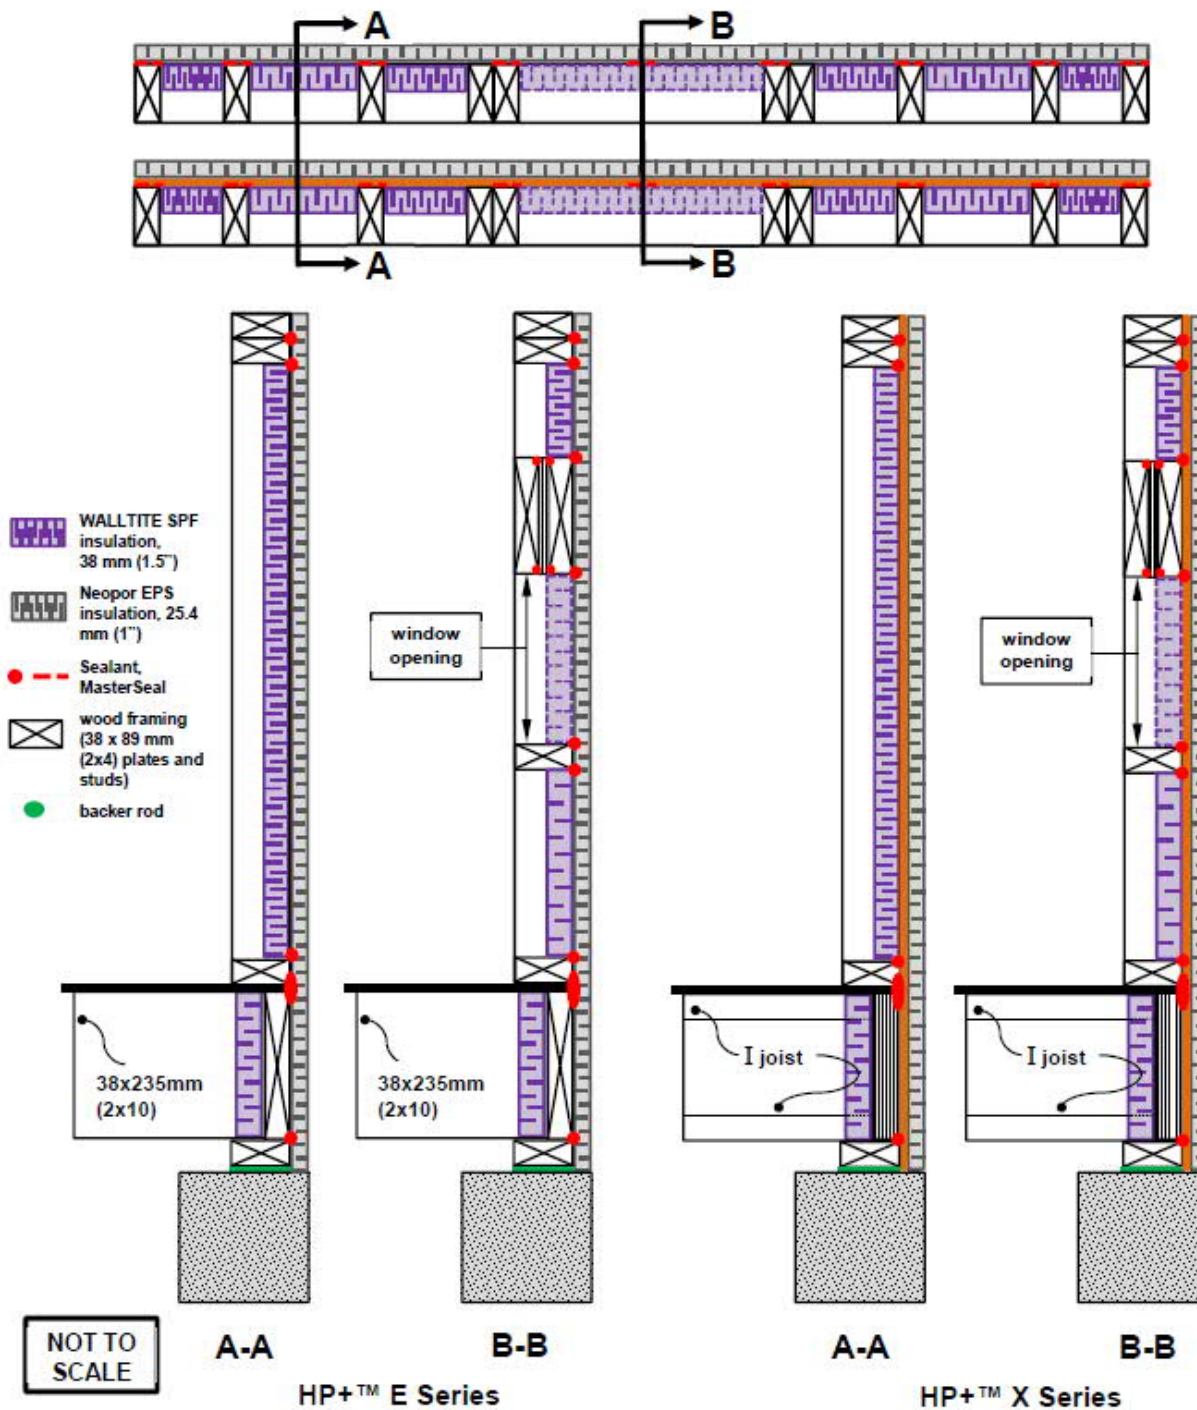 A
B
A
B
WALLTITE SPF
insulation,
38 mm (1.5")
Neopor EPS
insulation, 25.4
mm (1")
Sealant,
MasterSeal
wood framing
(38 x 89 mm
(2x4) plates and
studs)
backer rod
window
opening
window
opening
38x235mm
(2x10)
38x235mm
(2x10)
I joist
I joist
NOT TO
SCALE
A-A
B-B
A-A
B-B
HP+™ E Series
HP+™ X Series